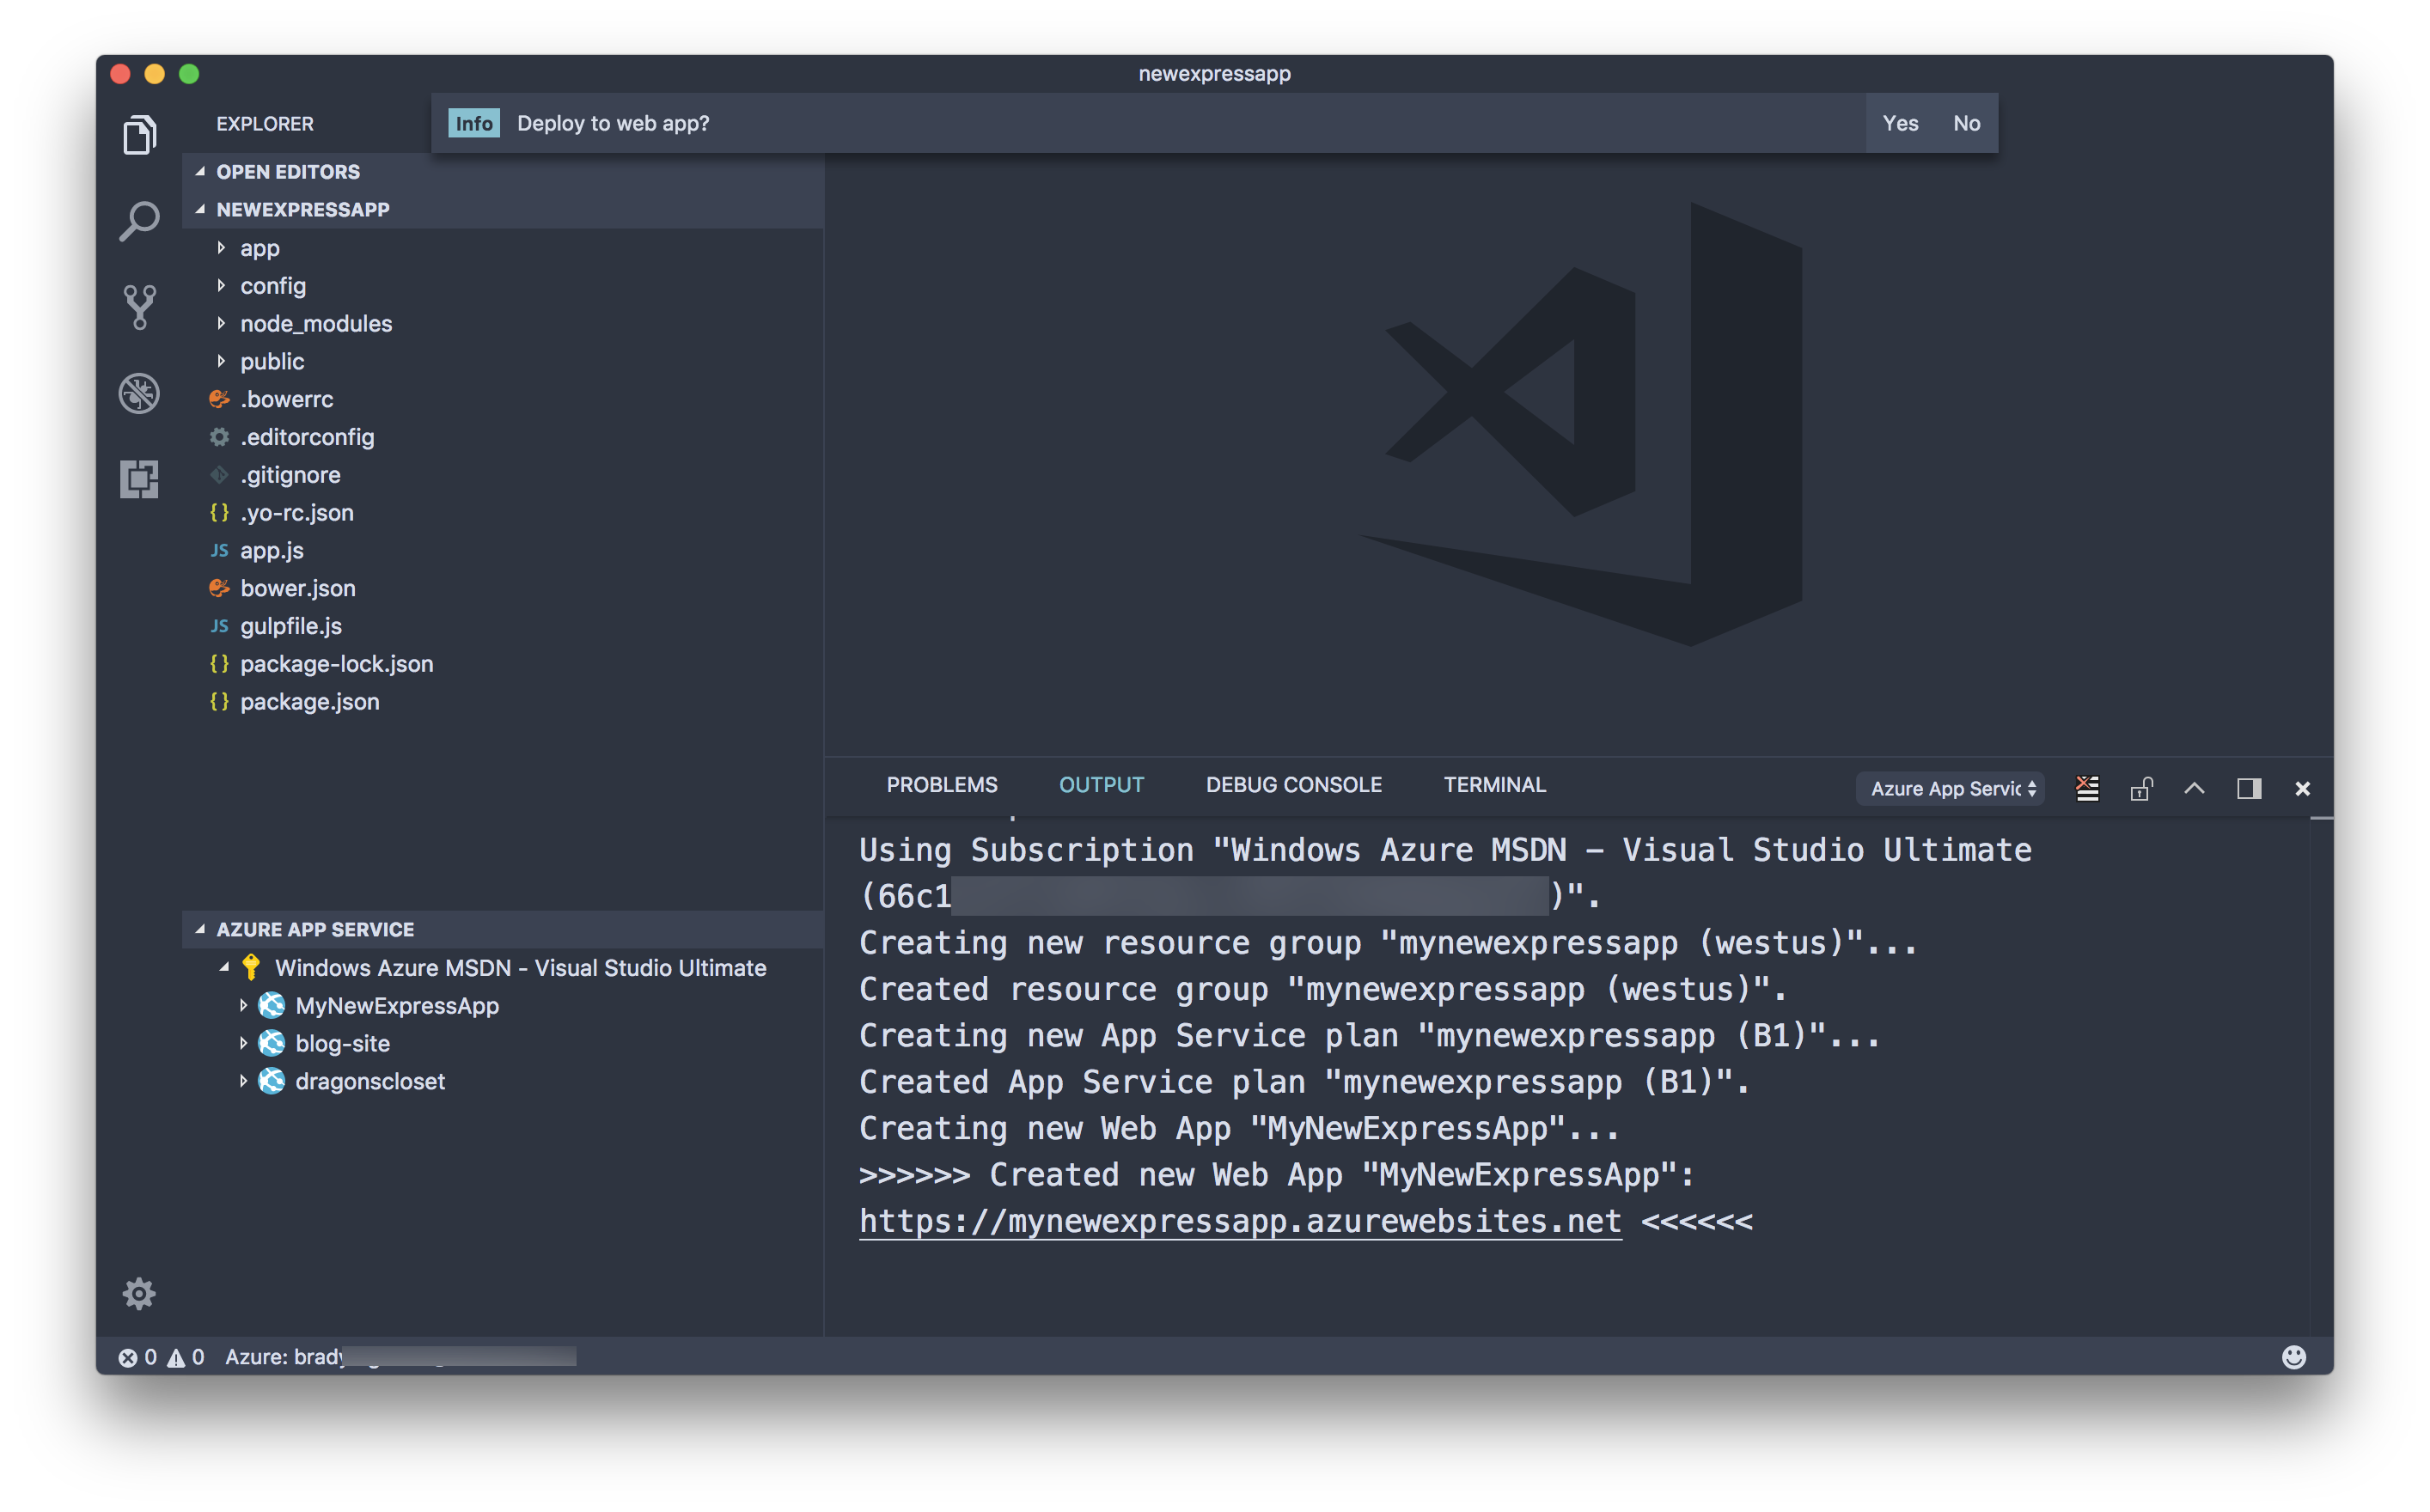 newexpressapp
EXPLORER
Info Deploy to web app? Yes No
OPEN EDITORS
NEWEXPRESSAPP
app
config
node_modules
public
.bowerrc
.editorconfig
.gitignore
{} .yo-rc.json
JS app.js
bower.json
JS gulpfile.js
{} package-lock.json
{} package.json
AZURE APP SERVICE
Windows Azure MSDN - Visual Studio Ultimate
MyNewExpressApp
blog-site
dragonscloset
PROBLEMS OUTPUT DEBUG CONSOLE TERMINAL Azure App Servic
Using Subscription "Windows Azure MSDN – Visual Studio Ultimate
(66c1 )".
Creating new resource group "mynewexpressapp (westus)"...
Created resource group "mynewexpressapp (westus)".
Creating new App Service plan "mynewexpressapp (B1)"...
Created App Service plan "mynewexpressapp (B1)".
Creating new Web App "MyNewExpressApp"...
>>>>>> Created new Web App "MyNewExpressApp":
https://mynewexpressapp.azurewebsites.net <<<<<<
0 0 Azure: brady